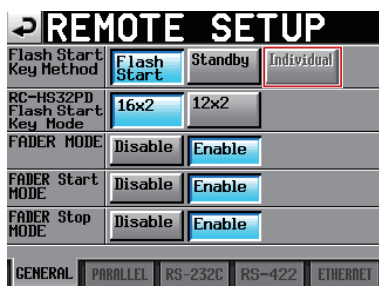 REMOTE SETUP
Flash Start
Key Method
Flash
Start
Standby
Individual
RC-HS32PD
Flash Start
Key Mode
16x2
12x2
FADER MODE
Disable
Enable
FADER Start
MODE
Disable
Enable
FADER Stop
MODE
Disable
Enable
GENERAL
PARALLEL
RS-232C
RS-422
ETHERNET